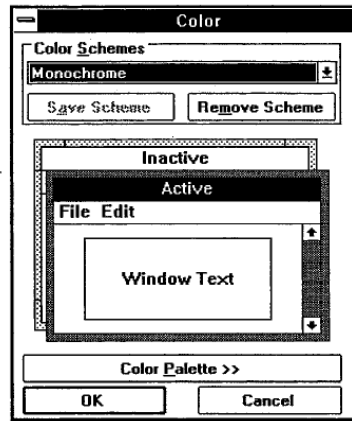 Color
Color Schemes
Monochrome
Save Scheme Remove Scheme
Inactive
Active
File Edit
Window Text
Color Palette >>
OK Cancel